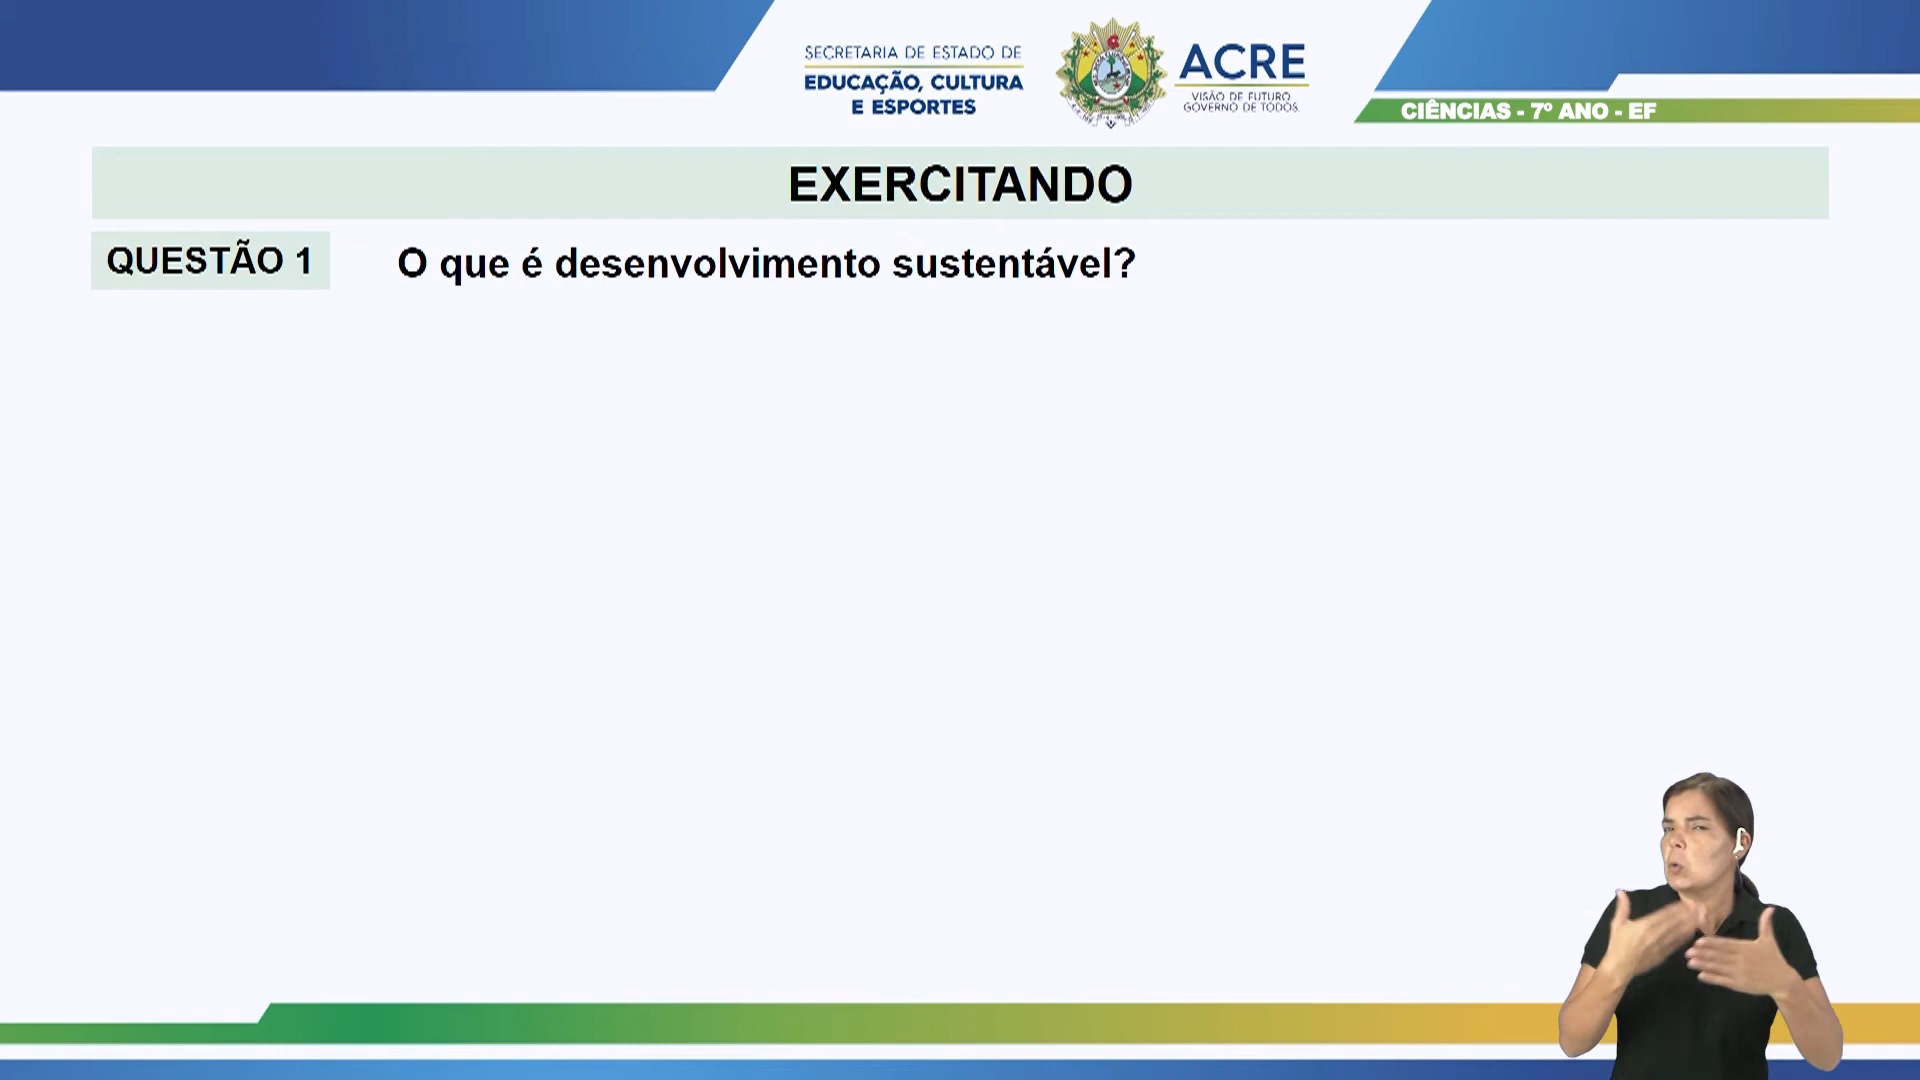 SECRETARIA DE ESTADO DE
EDUCAÇÃO, CULTURA
E ESPORTES
ACRE
VISÃO DE FUTURO
GOVERNO DE TODOS
CIÊNCIAS - 7º ANO - EF
EXERCITANDO
QUESTÃO 1
O que é desenvolvimento sustentável?